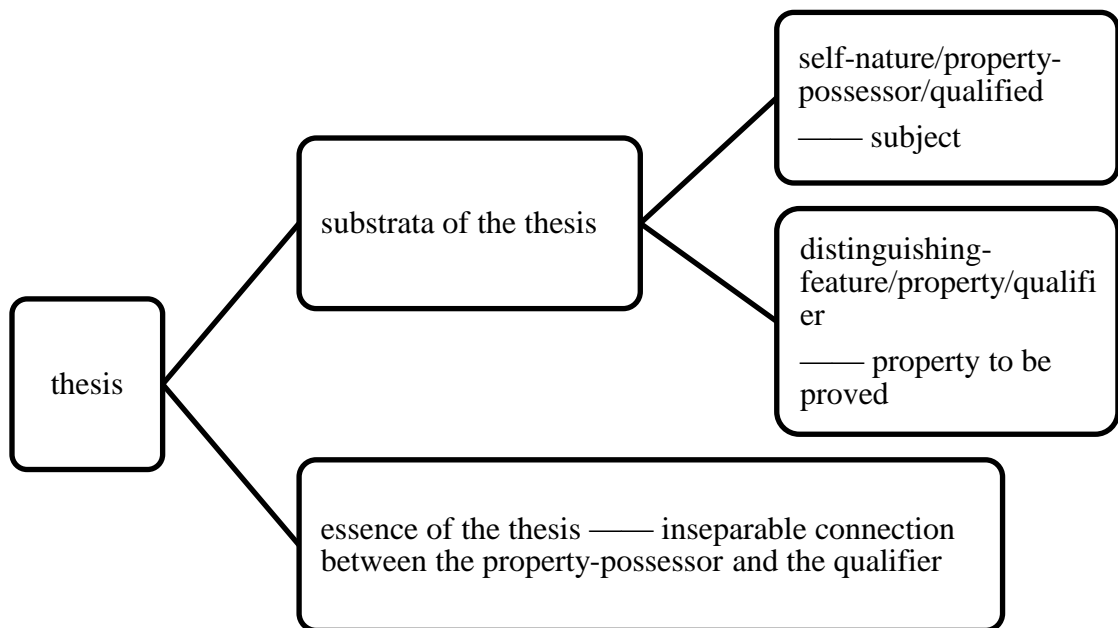 thesis
substrata of the thesis
self-nature/property-
possessor/qualified
—— subject
distinguishing-
feature/property/qualifi
er
—— property to be
proved
essence of the thesis —— inseparable connection
between the property-possessor and the qualifier